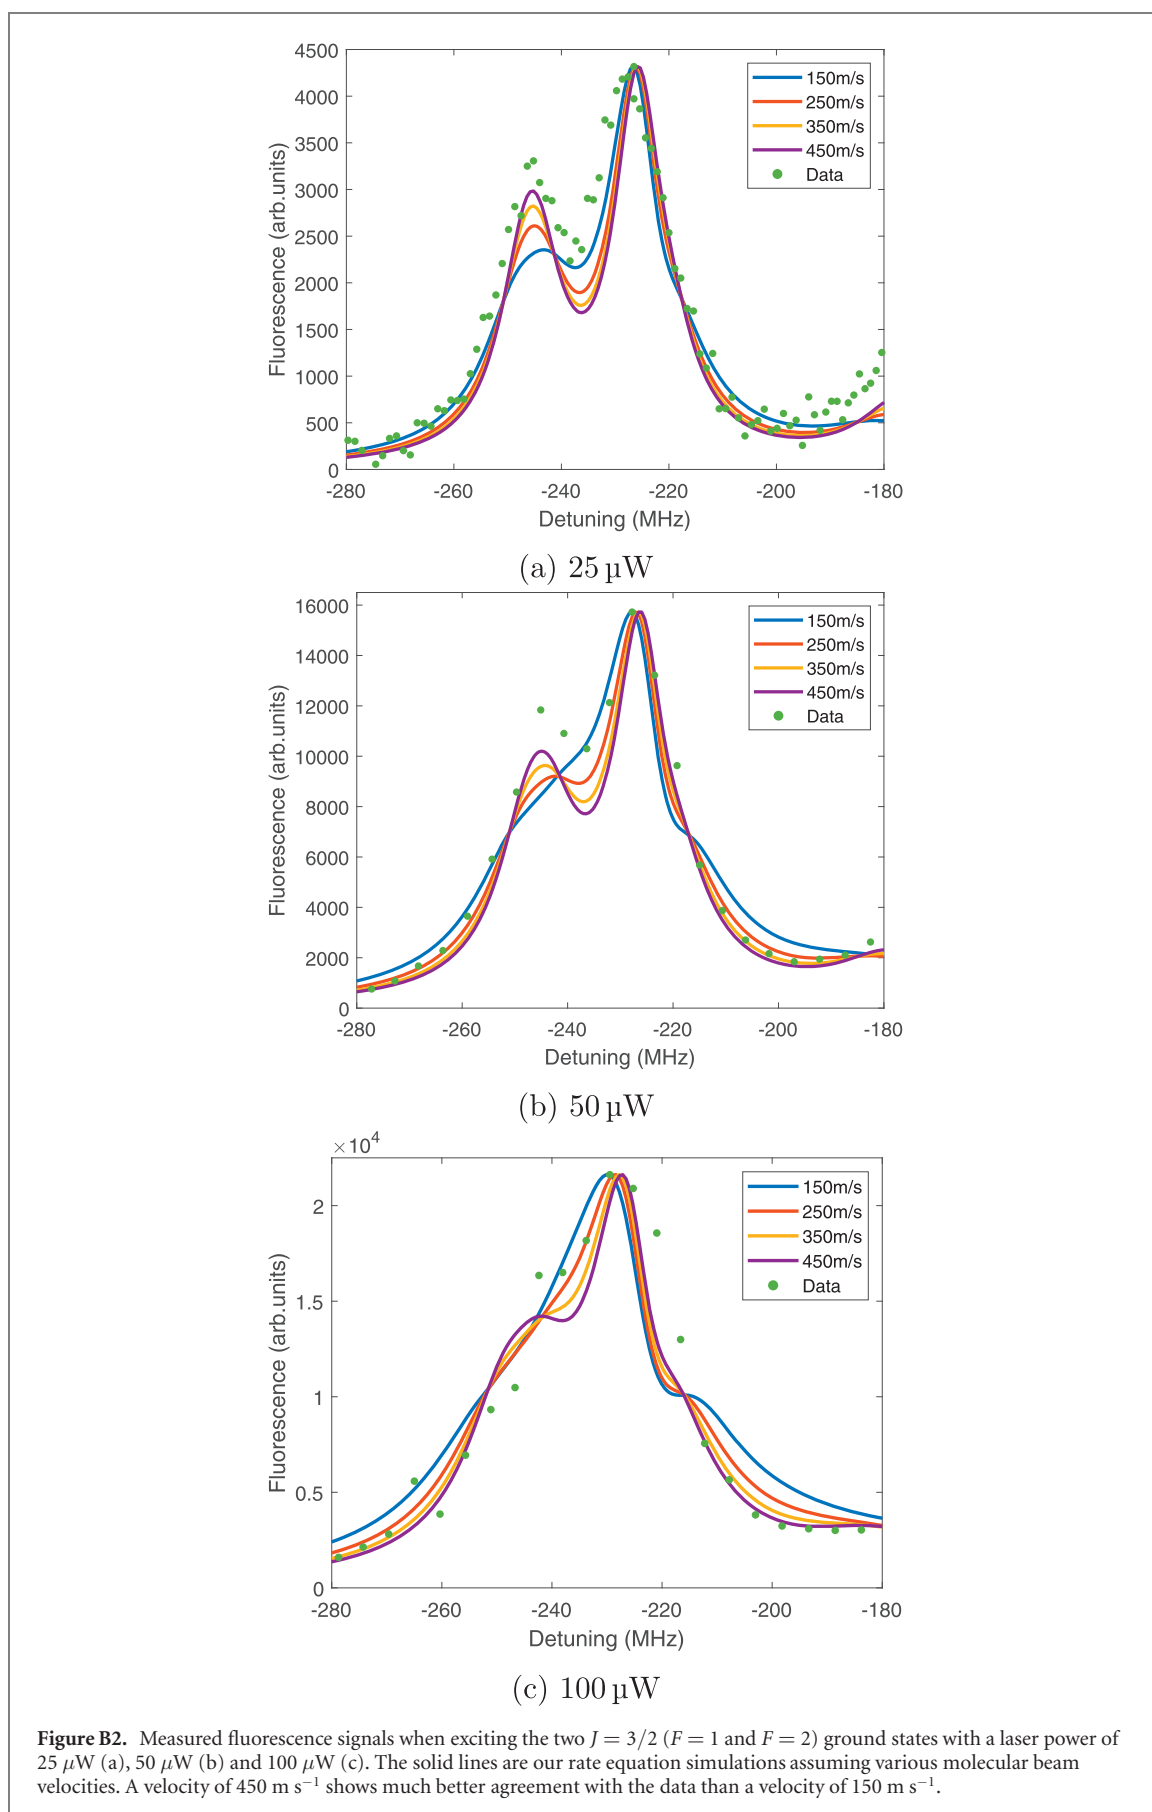 4500
4000
3500
3000
2500
2000
1500
1000
500
0
Fluorescence (arb.units)
150m/s
250m/s
350m/s
450m/s
Data
-280 -260 -240 -220 -200 -180
Detuning (MHz)
(a) 25 µW
16000
14000
12000
10000
8000
6000
4000
2000
0
Fluorescence (arb.units)
150m/s
250m/s
350m/s
450m/s
Data
-280 -260 -240 -220 -200 -180
Detuning (MHz)
(b) 50 µW
×10⁴
2
1.5
1
0.5
0
Fluorescence (arb.units)
150m/s
250m/s
350m/s
450m/s
Data
-280 -260 -240 -220 -200 -180
Detuning (MHz)
(c) 100 µW
Figure B2. Measured fluorescence signals when exciting the two J = 3/2 (F = 1 and F = 2) ground states with a laser power of
25 µW (a), 50 µW (b) and 100 µW (c). The solid lines are our rate equation simulations assuming various molecular beam
velocities. A velocity of 450 m s⁻¹ shows much better agreement with the data than a velocity of 150 m s⁻¹.